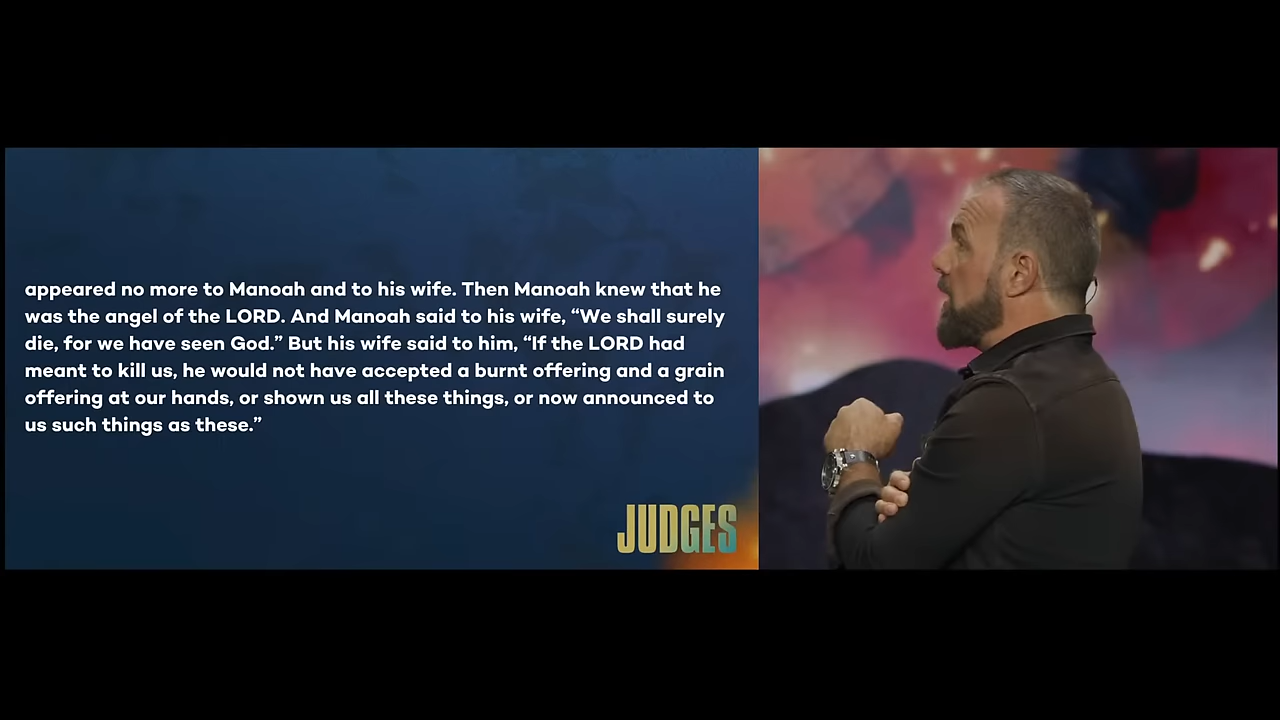 appeared no more to Manoah and to his wife. Then Manoah knew that he
was the angel of the LORD. And Manoah said to his wife, “We shall surely
die, for we have seen God.” But his wife said to him, “If the LORD had
meant to kill us, he would not have accepted a burnt offering and a grain
offering at our hands, or shown us all these things, or now announced to
us such things as these.”
JUDGES